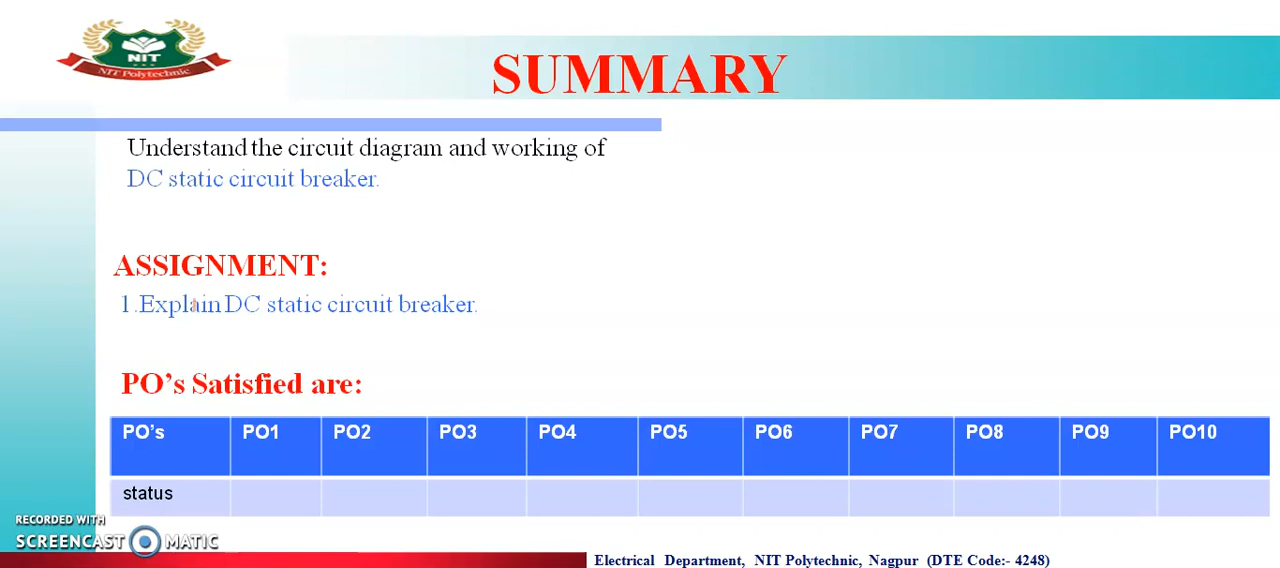 NIT
NIT Polytechnic
SUMMARY
Understand the circuit diagram and working of
DC static circuit breaker.
ASSIGNMENT:
1.Explain DC static circuit breaker.
PO's Satisfied are:
PO's PO1 PO2 PO3 PO4 PO5 PO6 PO7 PO8 PO9 PO10
status
RECORDED WITH
SCREENCAST MATIC
Electrical Department, NIT Polytechnic, Nagpur (DTE Code:- 4248)